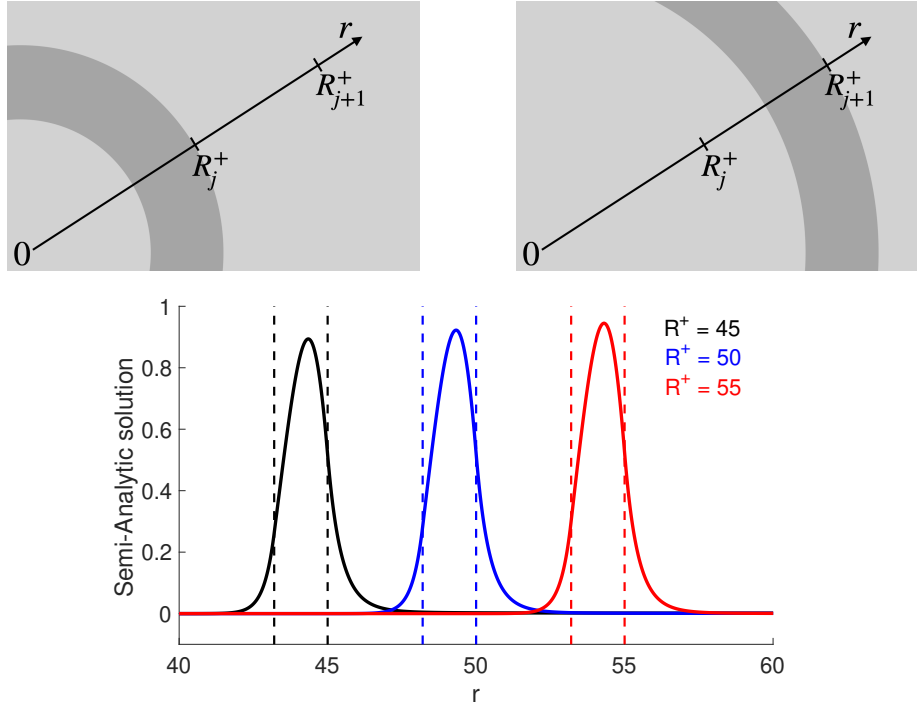 r
R⁺ⱼ₊₁
R⁺ⱼ
0
r
R⁺ⱼ₊₁
R⁺ⱼ
0
Semi-Analytic solution
1
0.8
0.6
0.4
0.2
0
R⁺ = 45
R⁺ = 50
R⁺ = 55
40 45 50 55 60
r